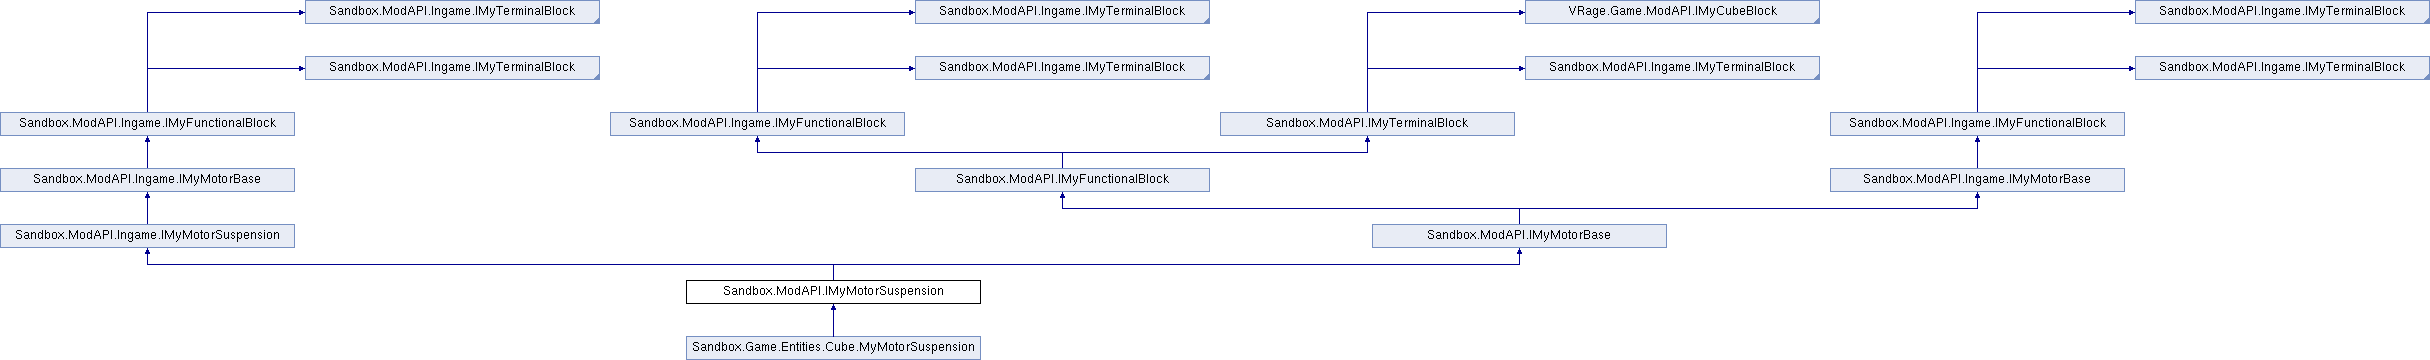 Sandbox.ModAPI.Ingame.IMyTerminalBlock
Sandbox.ModAPI.Ingame.IMyTerminalBlock
VRage.Game.ModAPI.IMyCubeBlock
Sandbox.ModAPI.Ingame.IMyTerminalBlock
Sandbox.ModAPI.Ingame.IMyTerminalBlock
Sandbox.ModAPI.Ingame.IMyTerminalBlock
Sandbox.ModAPI.Ingame.IMyTerminalBlock
Sandbox.ModAPI.Ingame.IMyTerminalBlock
Sandbox.ModAPI.Ingame.IMyFunctionalBlock
Sandbox.ModAPI.Ingame.IMyFunctionalBlock
Sandbox.ModAPI.IMyTerminalBlock
Sandbox.ModAPI.Ingame.IMyFunctionalBlock
Sandbox.ModAPI.Ingame.IMyMotorBase
Sandbox.ModAPI.IMyFunctionalBlock
Sandbox.ModAPI.Ingame.IMyMotorBase
Sandbox.ModAPI.Ingame.IMyMotorSuspension
Sandbox.ModAPI.IMyMotorBase
Sandbox.ModAPI.IMyMotorSuspension
Sandbox.Game.Entities.Cube.MyMotorSuspension